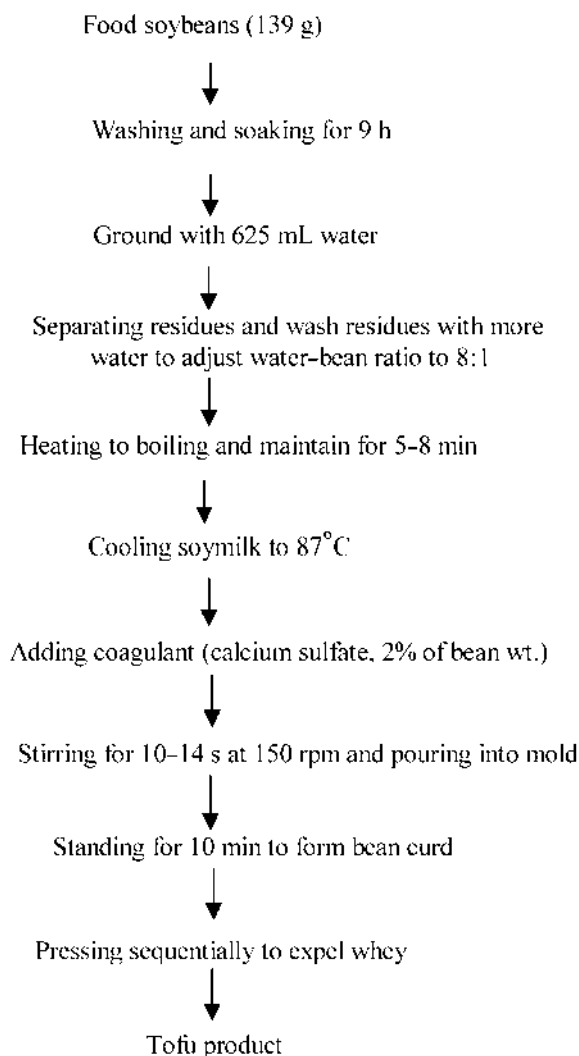 Food soybeans (139 g)
Washing and soaking for 9 h
Ground with 625 mL water
Separating residues and wash residues with more
water to adjust water–bean ratio to 8:1
Heating to boiling and maintain for 5–8 min
Cooling soymilk to 87°C
Adding coagulant (calcium sulfate, 2% of bean wt.)
Stirring for 10–14 s at 150 rpm and pouring into mold
Standing for 10 min to form bean curd
Pressing sequentially to expel whey
Tofu product